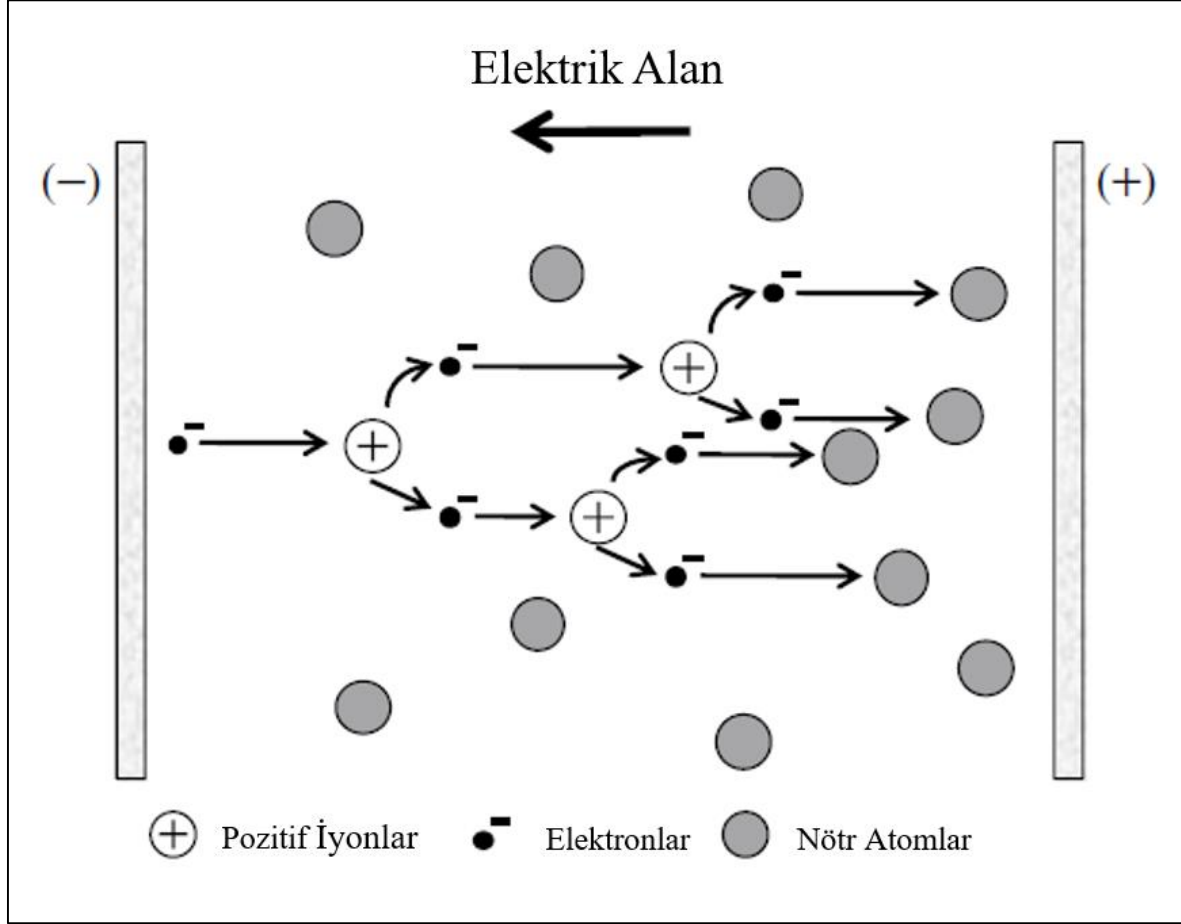 Elektrik Alan
(−)
(+)
Pozitif İyonlar
Elektronlar
Nötr Atomlar